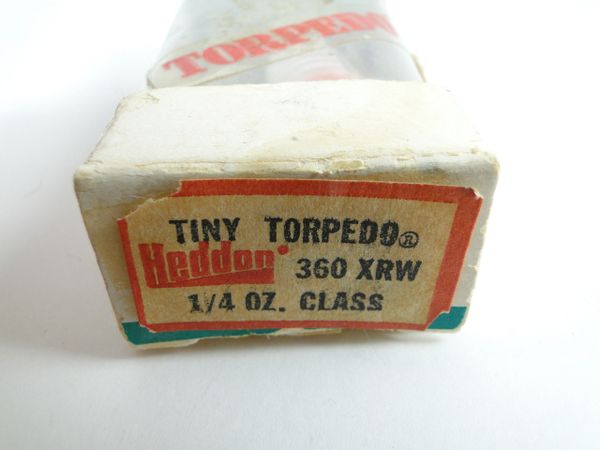 TORPEDO
TINY TORPEDO®
Heddon® 360 XRW
1/4 OZ. CLASS